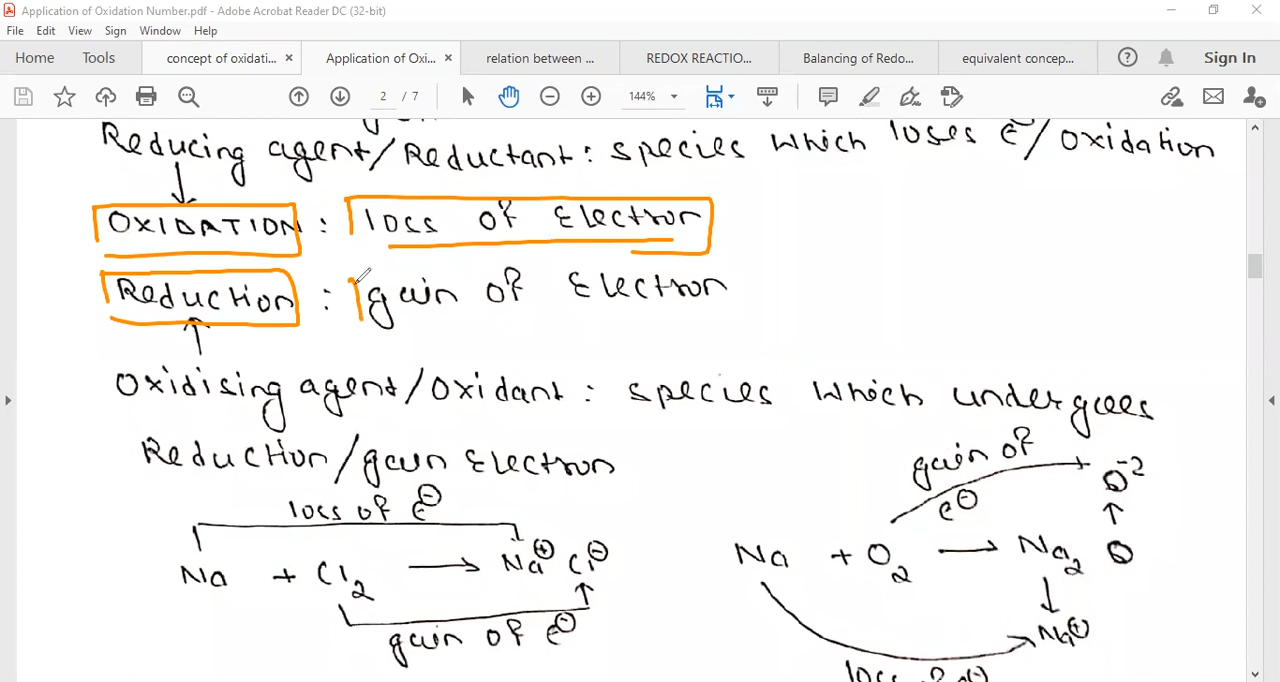 Application of Oxidation Number.pdf - Adobe Acrobat Reader DC (32-bit)
File Edit View Sign Window Help
Home Tools concept of oxidati... × Application of Oxi... × relation between ... REDOX REACTIO... Balancing of Redo... equivalent concep... Sign In
2 / 7 144%
Reducing agent/Reductant: species which loses e⁻/oxidation
OXIDATION : loss of Electron
Reduction : gain of Electron
Oxidising agent/oxidant: species which undergoes
Reduction/gain Electron
loss of e⊖
Na + Cl₂ → Na⊕ Cl⊖
gain of e⊖
gain of e⊖
O⁻²
Na + O₂ → Na₂ O
Na⊕
loss of